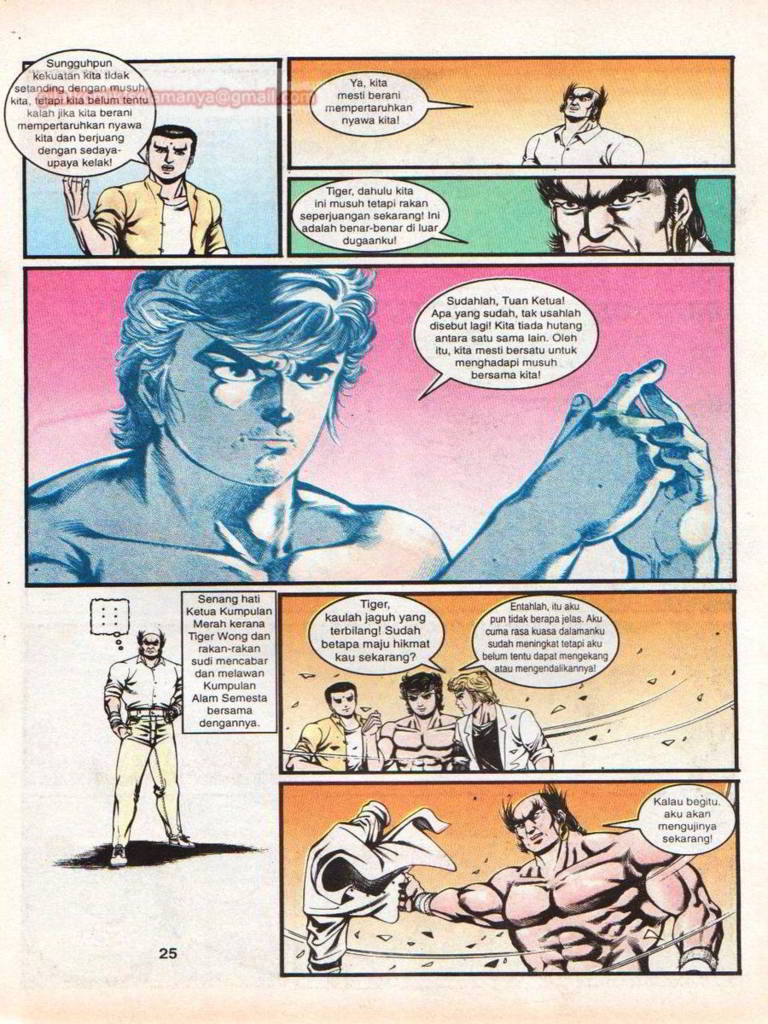 Sungguhpun
kekuatan kita tidak
setanding dengan musuh
kita, tetapi kita belum tentu
kalah jika kita berani
mempertaruhkan nyawa
kita dan berjuang
dengan sedaya-
upaya kelak!
amanya@gmail.com
Ya, kita
mesti berani
mempertaruhkan
nyawa kita!
Tiger, dahulu kita
ini musuh tetapi rakan
seperjuangan sekarang! Ini
adalah benar-benar di luar
dugaanku!
Sudahlah, Tuan Ketua!
Apa yang sudah, tak usahlah
disebut lagi! Kita tiada hutang
antara satu sama lain. Oleh
itu, kita mesti bersatu untuk
menghadapi musuh
bersama kita!
Senang hati
Ketua Kumpulan
Merah kerana
Tiger Wong dan
rakan-rakan
sudi mencabar
dan melawan
Kumpulan
Alam Semesta
bersama
dengannya.
Tiger,
kaulah jaguh yang
terbilang! Sudah
betapa maju hikmat
kau sekarang?
Entahlah, itu aku
pun tidak berapa jelas. Aku
cuma rasa kuasa dalamanku
sudah meningkat tetapi aku
belum tentu dapat mengekang
atau mengendalikannya!
Kalau begitu.
aku akan
mengujinya
sekarang!
25